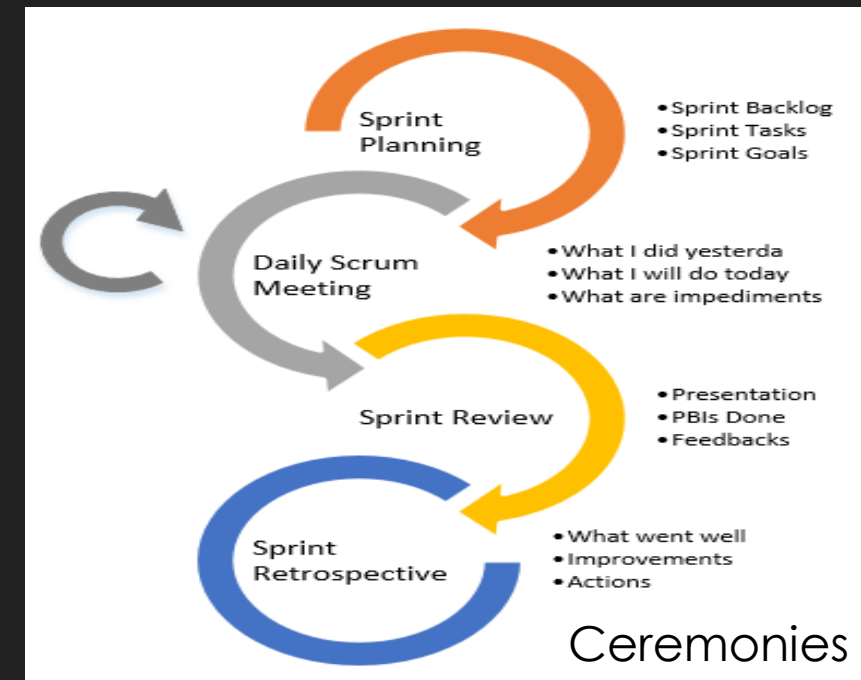 Sprint
Planning
•Sprint Backlog
•Sprint Tasks
•Sprint Goals
Daily Scrum
Meeting
•What I did yesterda
•What I will do today
•What are impediments
Sprint Review
•Presentation
•PBIs Done
•Feedbacks
Sprint
Retrospective
•What went well
•Improvements
•Actions
Ceremonies